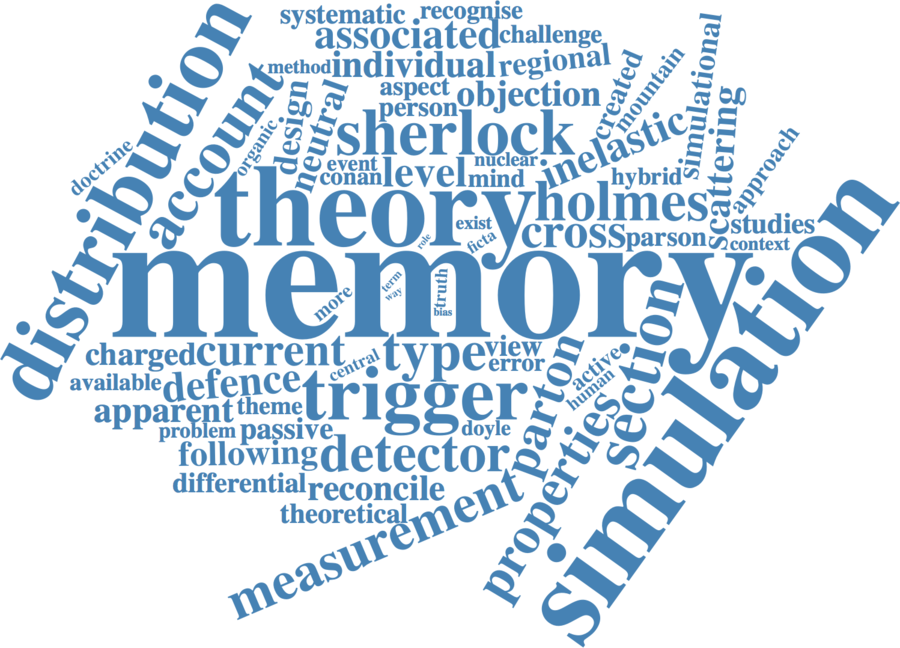 systematic
recognise
distribution
associated
challenge
method
individual
regional
account
aspect
person
objection
created
mountain
simulational
design
neutral
organic
sherlock
inelastic
scattering
doctrine
event
conan
level
nuclear
mind
hybrid
approach
theory
exist
holmes
cross
parson
studies
context
role
ficta
memory
more
term
way
truth
bias
simulation
charged
current
central
type
view
error
active
human
section
parton
properties
available
defence
trigger
apparent
theme
problem
passive
doyle
following
detector
differential
reconcile
theoretical
measurement